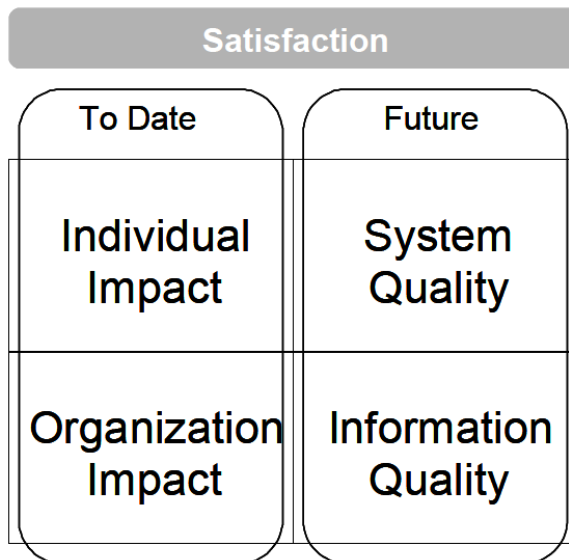 Satisfaction
To Date
Future
Individual
Impact
System
Quality
Organization
Impact
Information
Quality